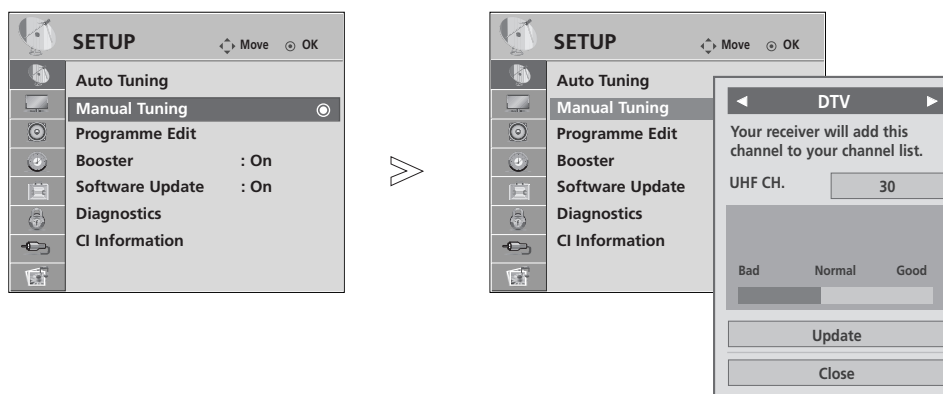 SETUP Move OK
Auto Tuning
Manual Tuning
Programme Edit
Booster : On
Software Update : On
Diagnostics
CI Information
SETUP Move OK
Auto Tuning
Manual Tuning
Programme Edit
Booster
Software Update
Diagnostics
CI Information
DTV
Your receiver will add this
channel to your channel list.
UHF CH. 30
Bad Normal Good
Update
Close